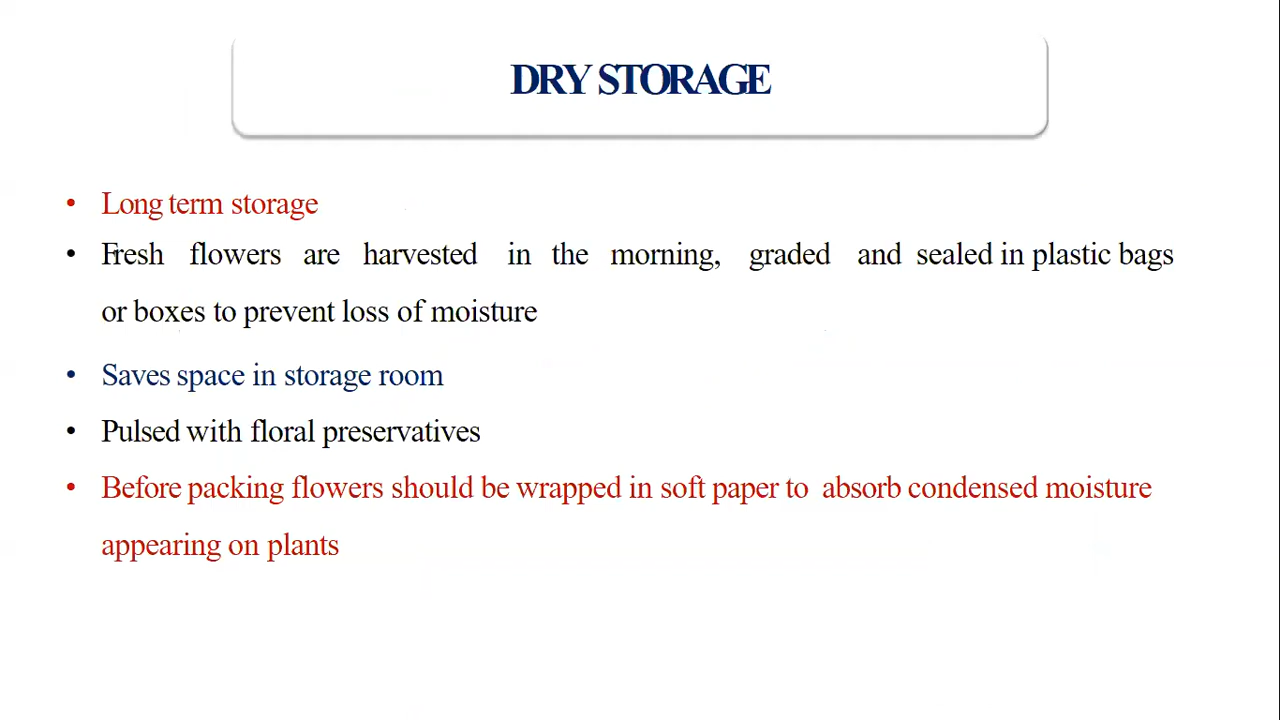 DRY STORAGE
• Long term storage
• Fresh flowers are harvested in the morning, graded and sealed in plastic bags
or boxes to prevent loss of moisture
• Saves space in storage room
• Pulsed with floral preservatives
• Before packing flowers should be wrapped in soft paper to absorb condensed moisture
appearing on plants